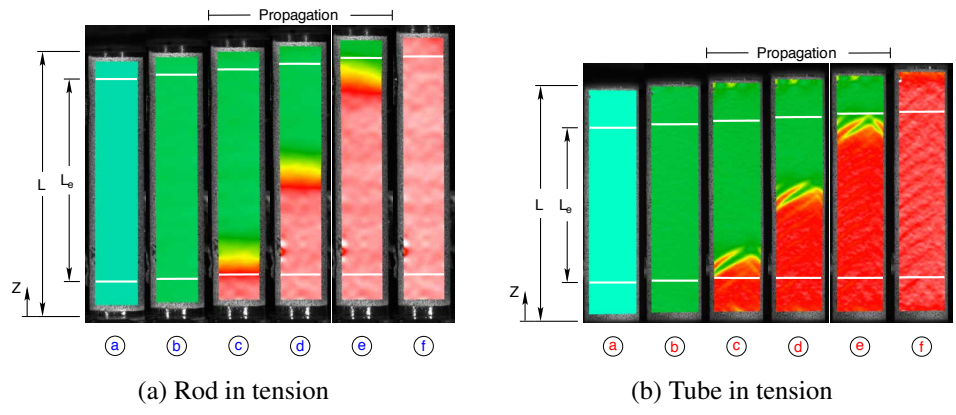 Propagation
L
Lₑ
Z
a b c d e f
(a) Rod in tension
Propagation
L
Lₑ
Z
a b c d e f
(b) Tube in tension